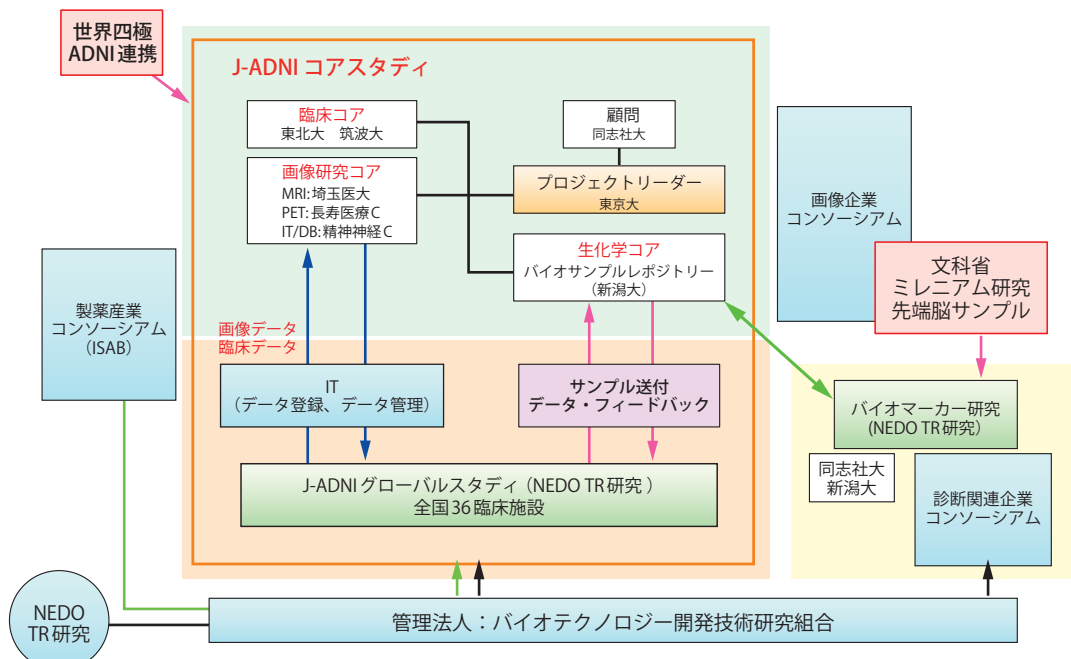 世界四極
ADNI連携
J-ADNI コアスタディ
臨床コア
東北大　筑波大
顧問
同志社大
画像研究コア
MRI:埼玉医大
PET:長寿医療C
IT/DB:精神神経C
プロジェクトリーダー
東京大
生化学コア
バイオサンプルレポジトリー
（新潟大）
画像企業
コンソーシアム
文科省
ミレニアム研究
先端脳サンプル
製薬産業
コンソーシアム
（ISAB）
画像データ
臨床データ
IT
（データ登録、データ管理）
サンプル送付
データ・フィードバック
バイオマーカー研究
(NEDO TR研究）
同志社大
新潟大
診断関連企業
コンソーシアム
J-ADNIグローバルスタディ（NEDO TR研究）
全国36臨床施設
NEDO
TR研究
管理法人：バイオテクノロジー開発技術研究組合